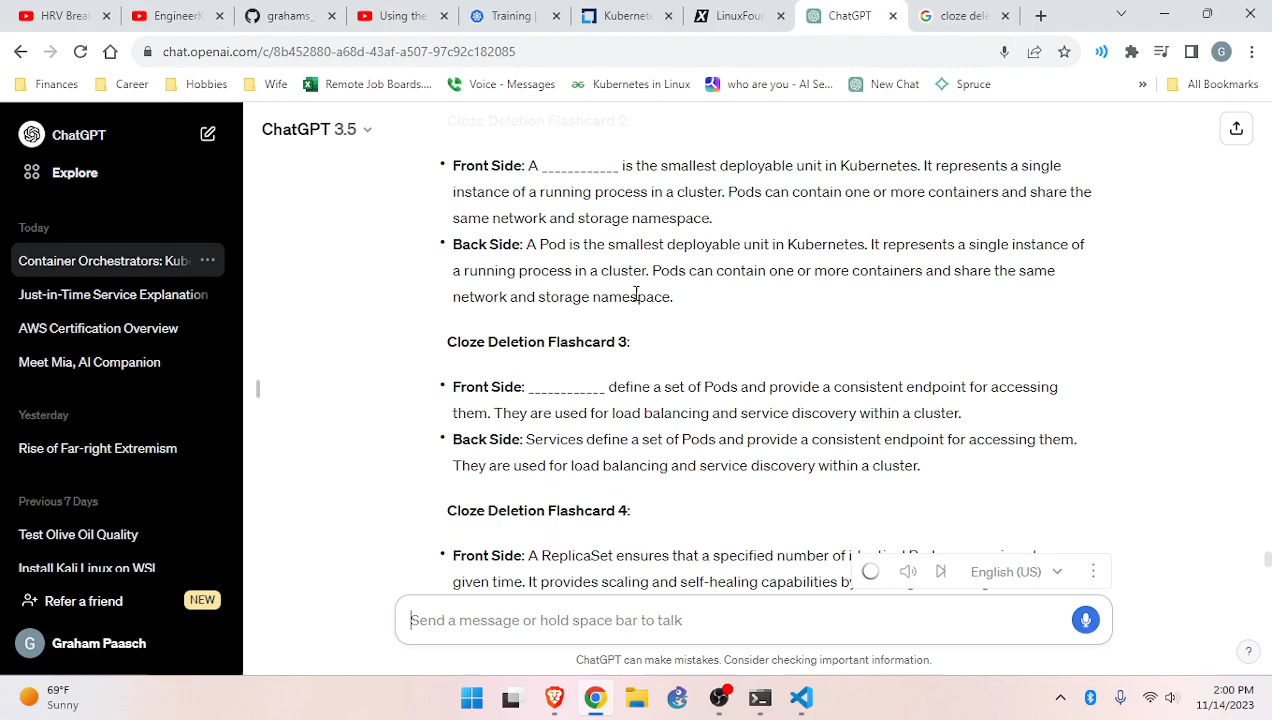 HRV Breat
EngineerK
grahams_
Using the
Training |
Kubernet
LinuxFour
ChatGPT
cloze dele
chat.openai.com/c/8b452880-a68d-43af-a507-97c92c182085
G
Finances
Career
Hobbies
Wife
Remote Job Boards....
Voice - Messages
Kubernetes in Linux
who are you - AI Se...
New Chat
Spruce
»
All Bookmarks
ChatGPT
Explore
Today
Container Orchestrators: Kub
Just-in-Time Service Explanation
AWS Certification Overview
Meet Mia, AI Companion
Yesterday
Rise of Far-right Extremism
Previous 7 Days
Test Olive Oil Quality
Install Kali Linux on WSL
Refer a friend NEW
G Graham Paasch
ChatGPT 3.5
Cloze Deletion Flashcard 2:
• Front Side: A ____________ is the smallest deployable unit in Kubernetes. It represents a single
instance of a running process in a cluster. Pods can contain one or more containers and share the
same network and storage namespace.
• Back Side: A Pod is the smallest deployable unit in Kubernetes. It represents a single instance of
a running process in a cluster. Pods can contain one or more containers and share the same
network and storage namespace.
Cloze Deletion Flashcard 3:
• Front Side: ____________ define a set of Pods and provide a consistent endpoint for accessing
them. They are used for load balancing and service discovery within a cluster.
• Back Side: Services define a set of Pods and provide a consistent endpoint for accessing them.
They are used for load balancing and service discovery within a cluster.
Cloze Deletion Flashcard 4:
• Front Side: A ReplicaSet ensures that a specified number of
given time. It provides scaling and self-healing capabilities by
English (US)
Send a message or hold space bar to talk
ChatGPT can make mistakes. Consider checking important information.
?
69°F
Sunny
2:00 PM
11/14/2023